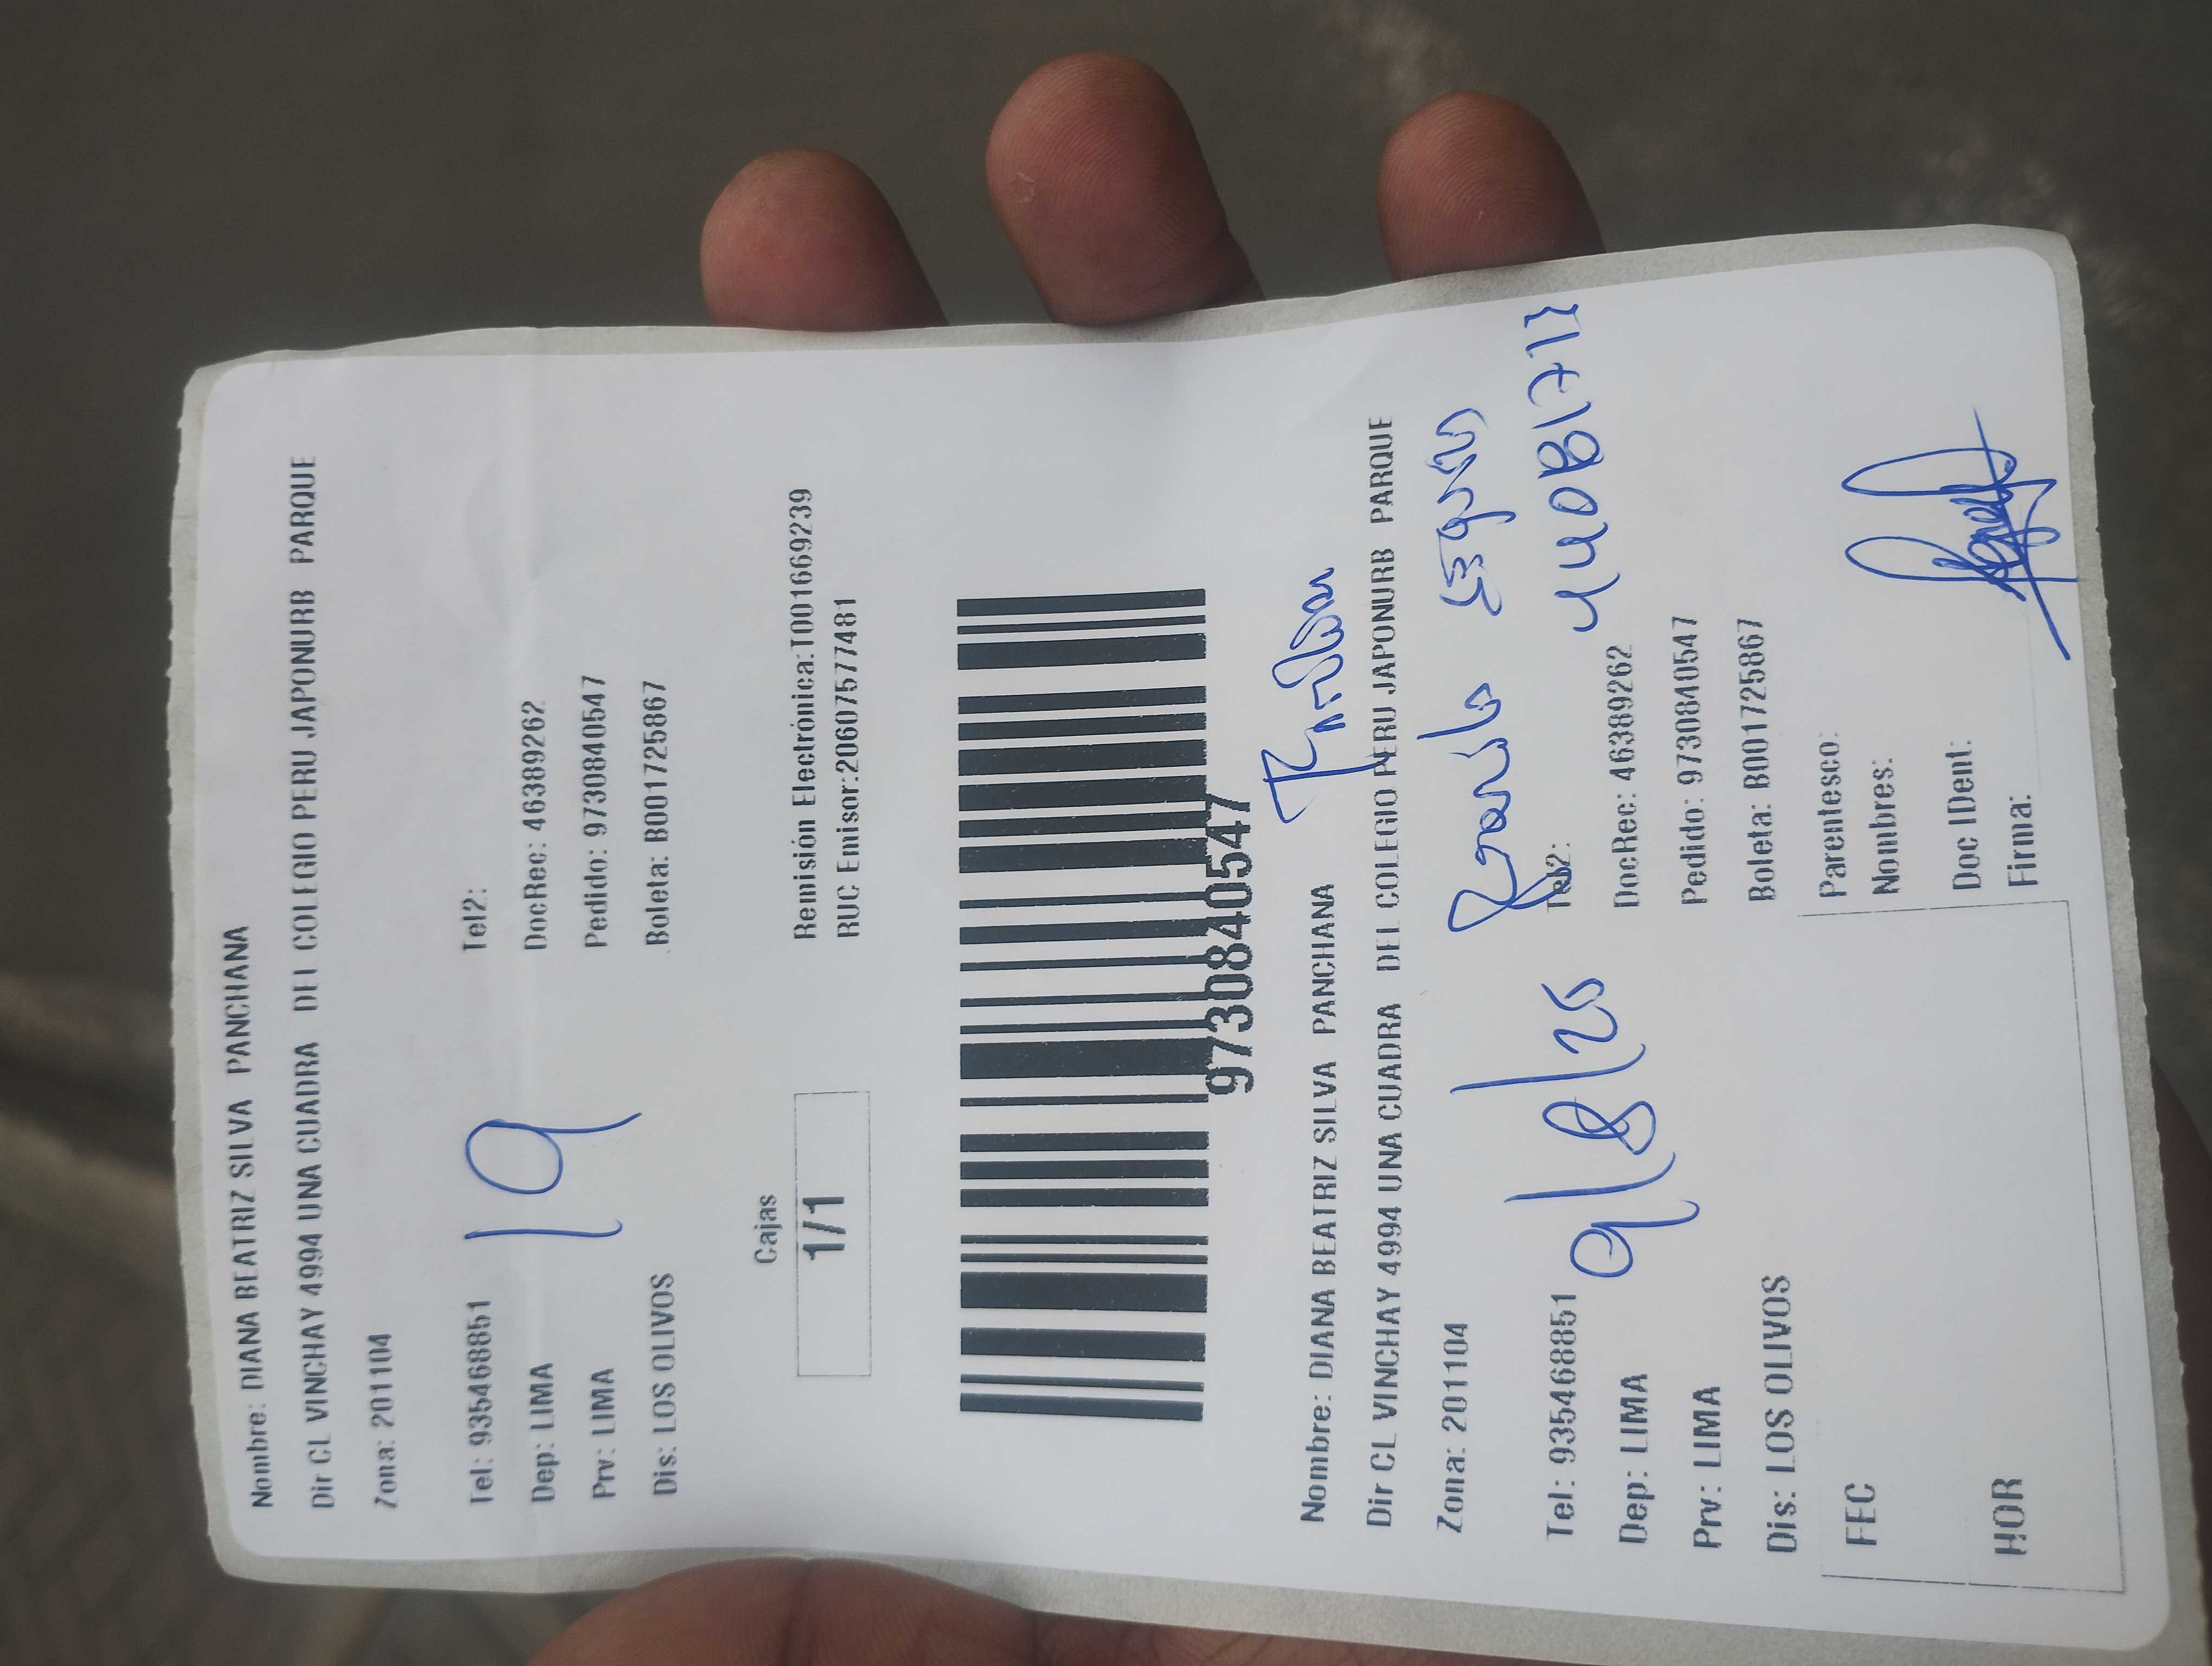 Nombre: DIANA BEATRIZ SILVA PANCHANA
Dir CL VINCHAY 4994 UNA CUADRA DEL COLEGIO PERU JAPONURB PARQUE
Zona: 201104
Tel: 935468851 Tel2:
19
Dep: LIMA DocRec: 46389262
Prv: LIMA Pedido: 9730840547
Dis: LOS OLIVOS Boleta: B001725867
Cajas
1/1
Remisión Electrónica:T001669239
RUC Emisor:20607577481
9730840547
Nombre: DIANA BEATRIZ SILVA PANCHANA
Dir CL VINCHAY 4994 UNA CUADRA DEL COLEGIO PERU JAPONURB PARQUE
Zona: 201104
Tel: 935468851 Tel2:
9/8/25
Dep: LIMA DocRec: 46389262
Prv: LIMA Pedido: 9730840547
Dis: LOS OLIVOS Boleta: B001725867
FEC Parentesco:
Nombres:
HOR Doc IDent:
Firma: